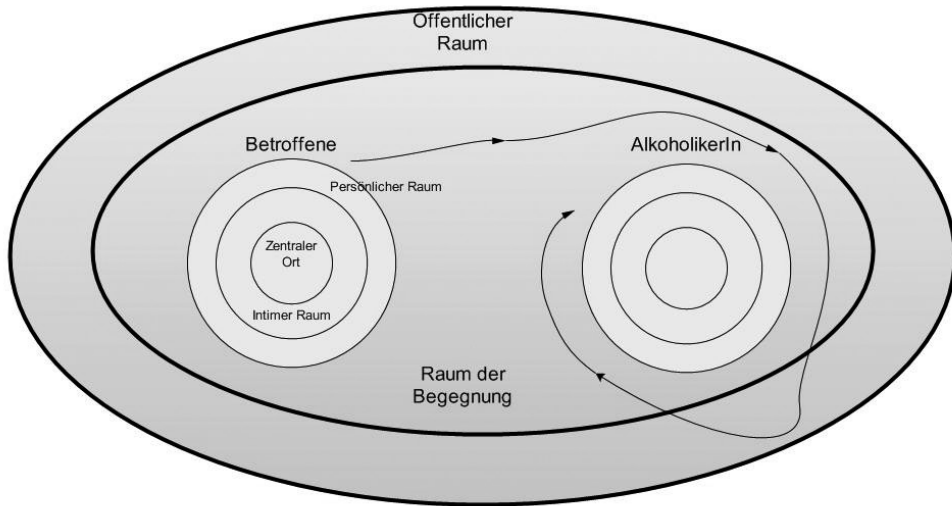 Öffentlicher
Raum
Betroffene
AlkoholikerIn
Persönlicher Raum
Zentraler
Ort
Intimer Raum
Raum der
Begegnung